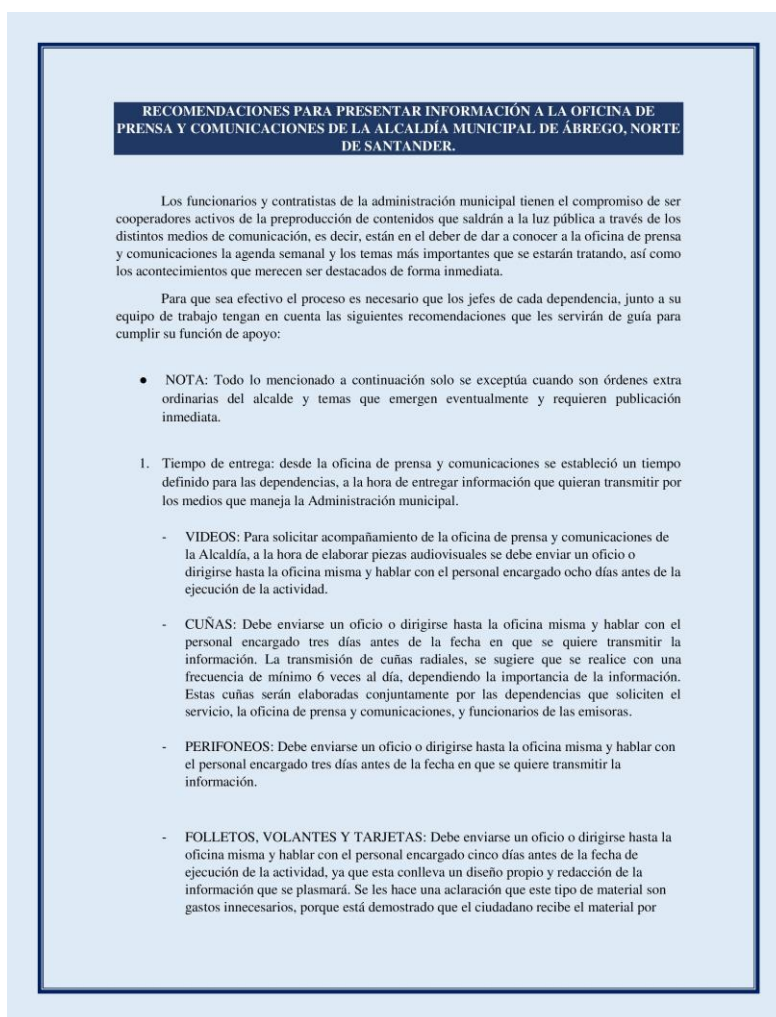 RECOMENDACIONES PARA PRESENTAR INFORMACIÓN A LA OFICINA DE
PRENSA Y COMUNICACIONES DE LA ALCALDÍA MUNICIPAL DE ÁBREGO, NORTE
DE SANTANDER.
Los funcionarios y contratistas de la administración municipal tienen el compromiso de ser
cooperadores activos de la preproducción de contenidos que saldrán a la luz pública a través de los
distintos medios de comunicación, es decir, están en el deber de dar a conocer a la oficina de prensa
y comunicaciones la agenda semanal y los temas más importantes que se estarán tratando, así como
los acontecimientos que merecen ser destacados de forma inmediata.
Para que sea efectivo el proceso es necesario que los jefes de cada dependencia, junto a su
equipo de trabajo tengan en cuenta las siguientes recomendaciones que les servirán de guía para
cumplir su función de apoyo:
● NOTA: Todo lo mencionado a continuación solo se exceptúa cuando son órdenes extra
ordinarias del alcalde y temas que emergen eventualmente y requieren publicación
inmediata.
1. Tiempo de entrega: desde la oficina de prensa y comunicaciones se estableció un tiempo
definido para las dependencias, a la hora de entregar información que quieran transmitir por
los medios que maneja la Administración municipal.
- VIDEOS: Para solicitar acompañamiento de la oficina de prensa y comunicaciones de
la Alcaldía, a la hora de elaborar piezas audiovisuales se debe enviar un oficio o
dirigirse hasta la oficina misma y hablar con el personal encargado ocho días antes de la
ejecución de la actividad.
- CUÑAS: Debe enviarse un oficio o dirigirse hasta la oficina misma y hablar con el
personal encargado tres días antes de la fecha en que se quiere transmitir la
información. La transmisión de cuñas radiales, se sugiere que se realice con una
frecuencia de mínimo 6 veces al día, dependiendo la importancia de la información.
Estas cuñas serán elaboradas conjuntamente por las dependencias que soliciten el
servicio, la oficina de prensa y comunicaciones, y funcionarios de las emisoras.
- PERIFONEOS: Debe enviarse un oficio o dirigirse hasta la oficina misma y hablar con
el personal encargado tres días antes de la fecha en que se quiere transmitir la
información.
- FOLLETOS, VOLANTES Y TARJETAS: Debe enviarse un oficio o dirigirse hasta la
oficina misma y hablar con el personal encargado cinco días antes de la fecha de
ejecución de la actividad, ya que esta conlleva un diseño propio y redacción de la
información que se plasmará. Se les hace una aclaración que este tipo de material son
gastos innecesarios, porque está demostrado que el ciudadano recibe el material por